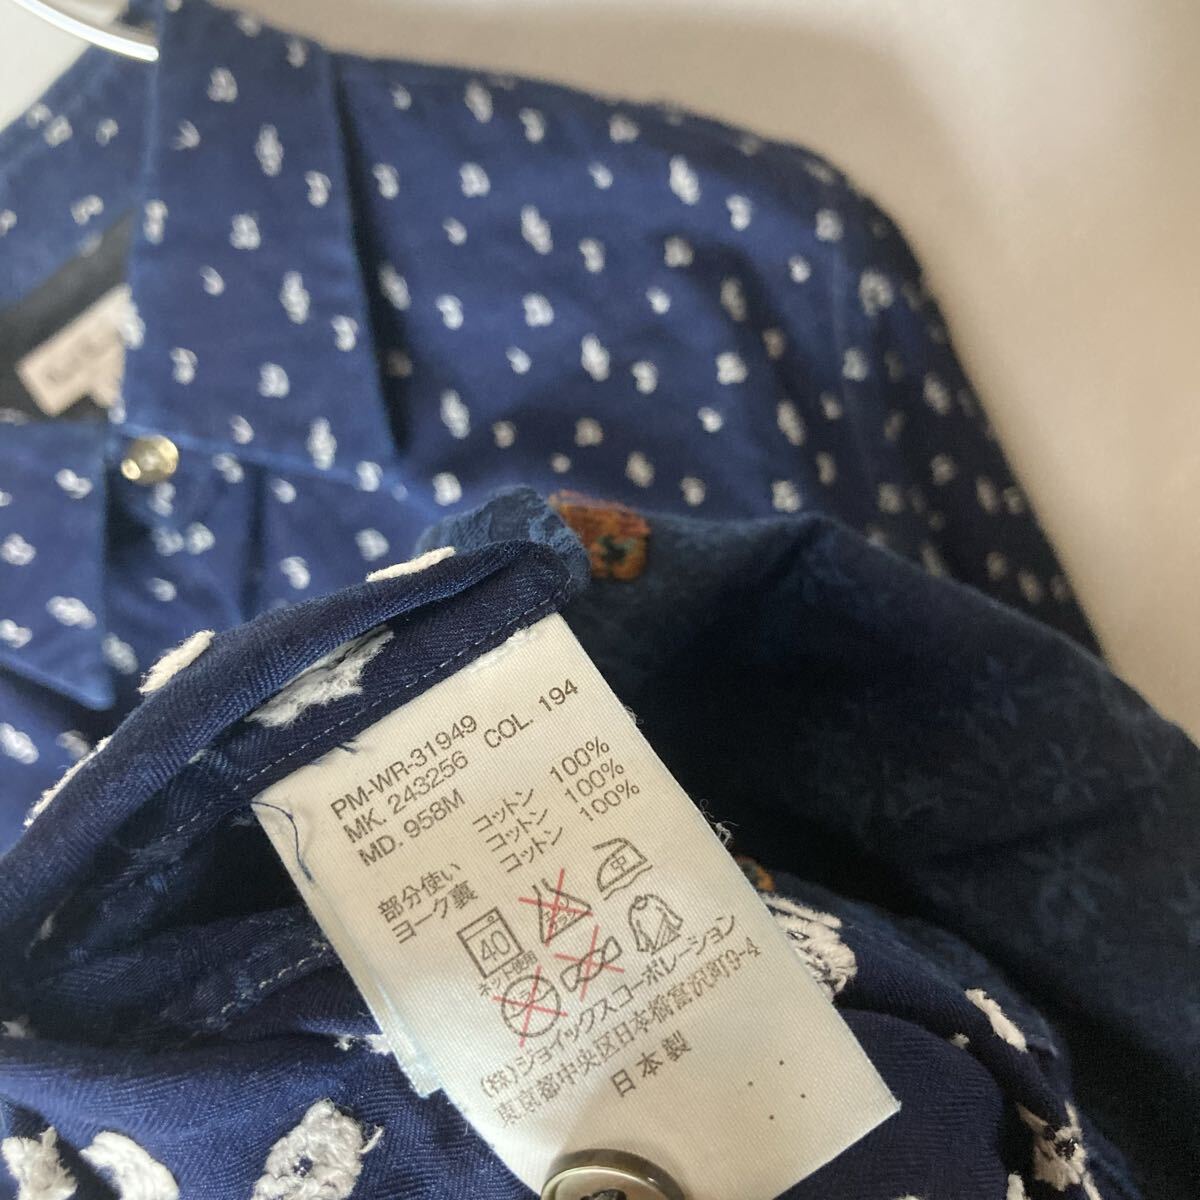 PM-WR-31949
MK. 243256 COL. 194
MD. 958M
コットン 100%
部分使い コットン 100%
ヨーク裏 コットン 100%
40 中
ネット使用
(株)ジョイックスコーポレーション
東京都中央区日本橋富沢町9-4
日本製